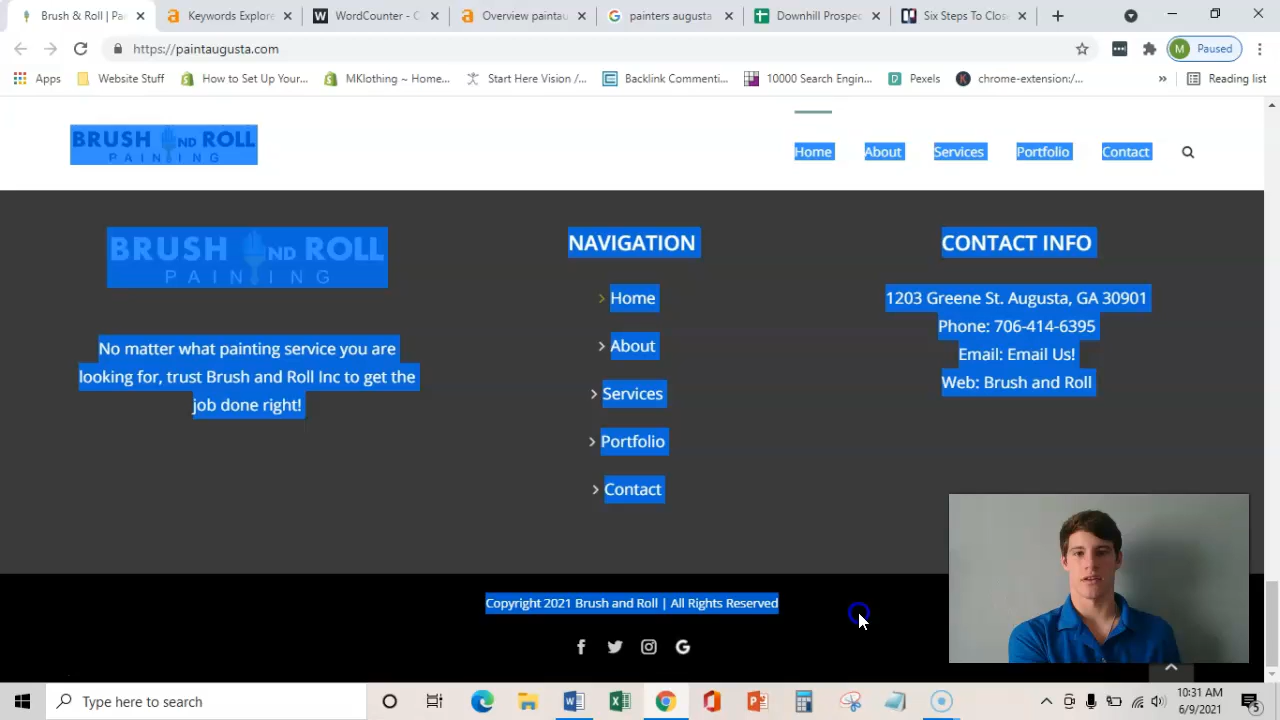 Brush & Roll | Pa
Keywords Explore
WordCounter - C
Overview paintau
painters augusta
Downhill Prospec
Six Steps To Close
https://paintaugusta.com
M
Paused
Apps
Website Stuff
How to Set Up Your...
MKlothing ~ Home...
Start Here Vision /...
Backlink Commenti...
10000 Search Engin...
Pexels
chrome-extension:/...
»
Reading list
BRUSH AND ROLL
PAINTING
Home
About
Services
Portfolio
Contact
BRUSH AND ROLL
PAINTING
No matter what painting service you are
looking for, trust Brush and Roll Inc to get the
job done right!
NAVIGATION
Home
About
Services
Portfolio
Contact
CONTACT INFO
1203 Greene St. Augusta, GA 30901
Phone: 706-414-6395
Email: Email Us!
Web: Brush and Roll
Copyright 2021 Brush and Roll | All Rights Reserved
Type here to search
10:31 AM
6/9/2021
5